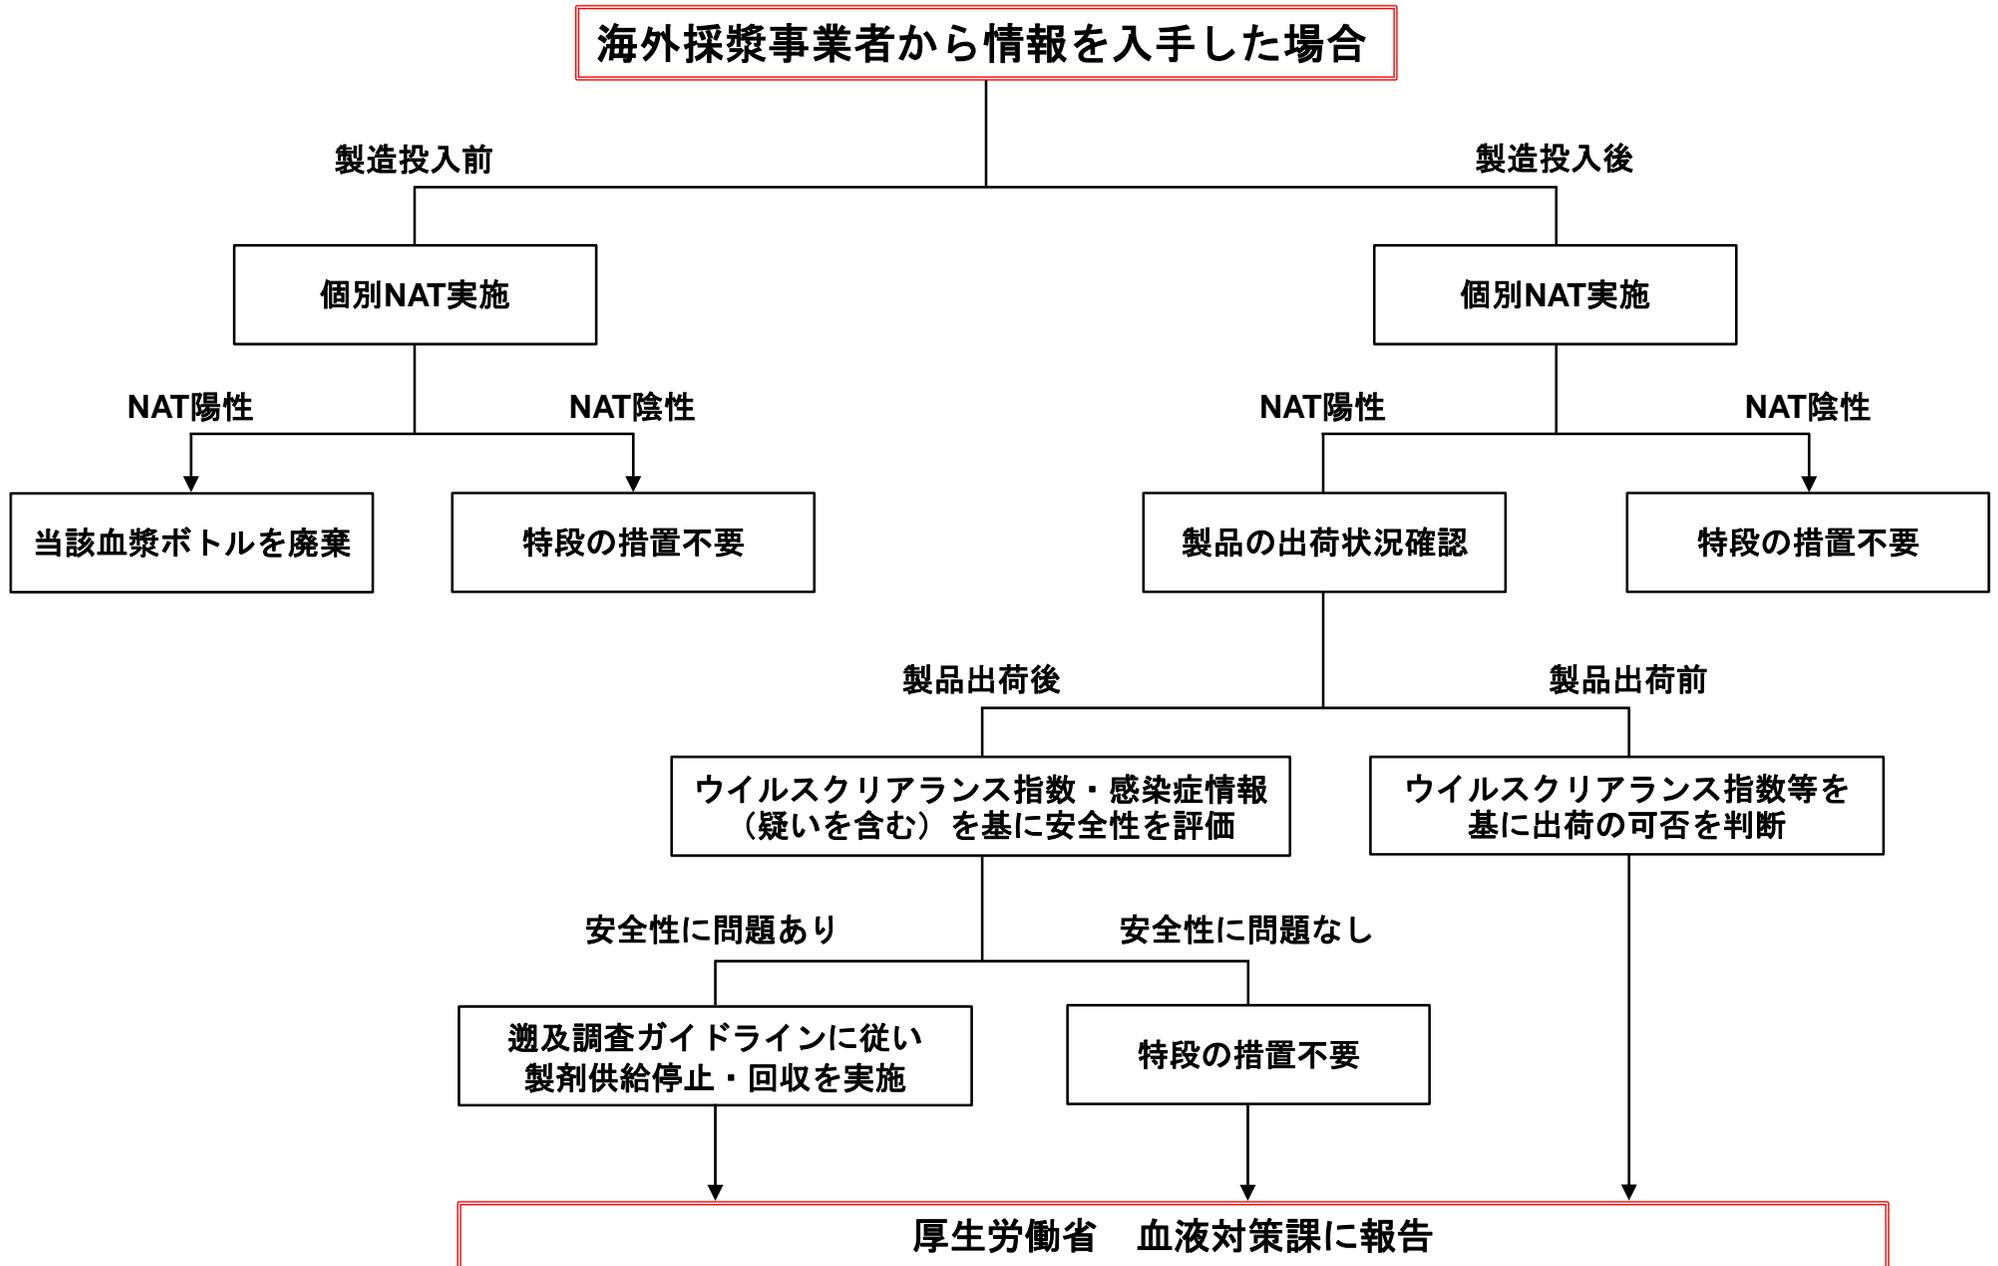 海外採漿事業者から情報を入手した場合
製造投入前
製造投入後
個別NAT実施
個別NAT実施
NAT陽性
NAT陰性
NAT陽性
NAT陰性
当該血漿ボトルを廃棄
特段の措置不要
製品の出荷状況確認
特段の措置不要
製品出荷後
製品出荷前
ウイルスクリアランス指数・感染症情報
（疑いを含む）を基に安全性を評価
ウイルスクリアランス指数等を
基に出荷の可否を判断
安全性に問題あり
安全性に問題なし
遡及調査ガイドラインに従い
製剤供給停止・回収を実施
特段の措置不要
厚生労働省　血液対策課に報告